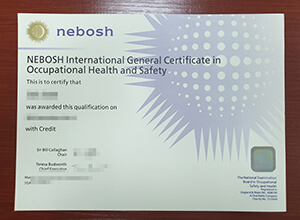 nebosh
NEBOSH International General Certificate in
Occupational Health and Safety
This is to certify that
was awarded this qualification on
with Credit
Sir Bill Callaghan
Chair
Teresa Budworth
Chief Executive
The National Examination
Board in Occupational
Safety and Health